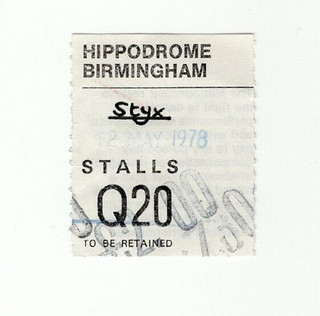 HIPPODROME
BIRMINGHAM
Styx
MAY 1978
STALLS
Q20
TO BE RETAINED